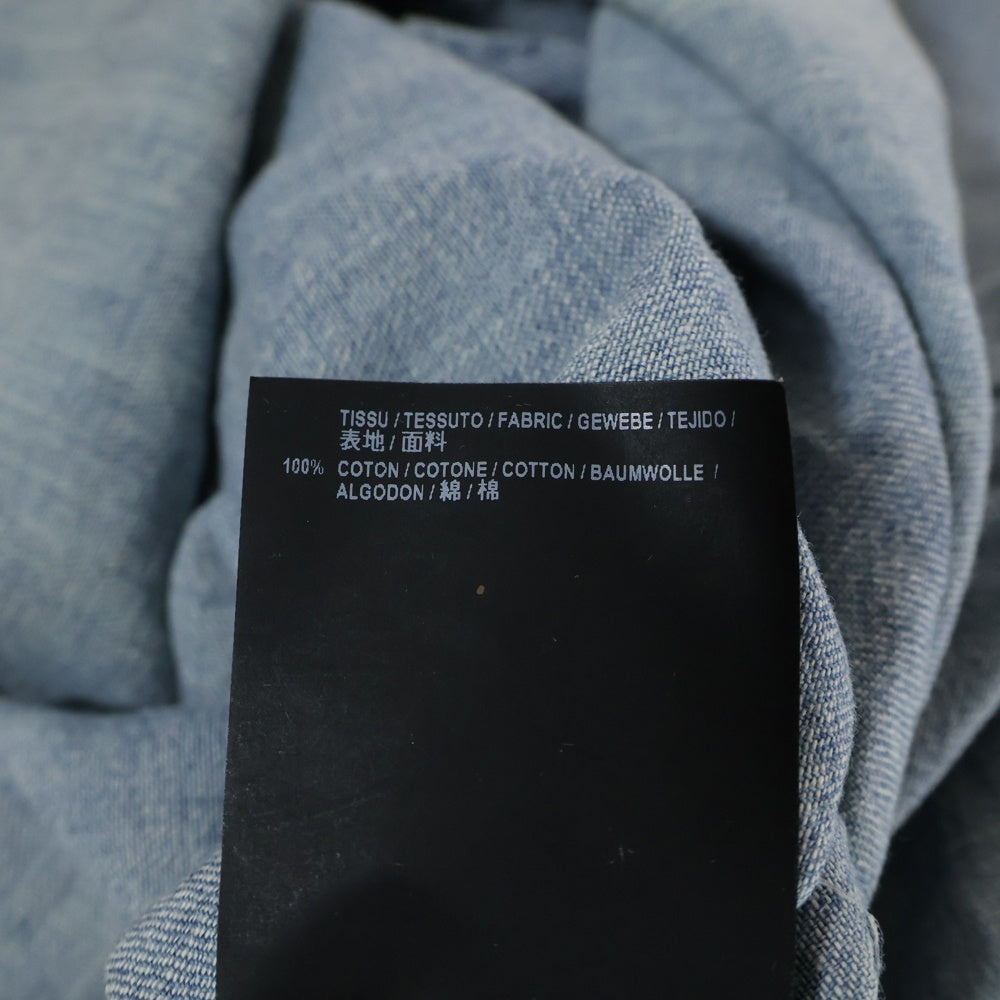 TISSU / TESSUTO / FABRIC / GEWEBE / TEJIDO /
表地 / 面料
100% COTON / COTONE / COTTON / BAUMWOLLE /
ALGODON / 綿 / 棉